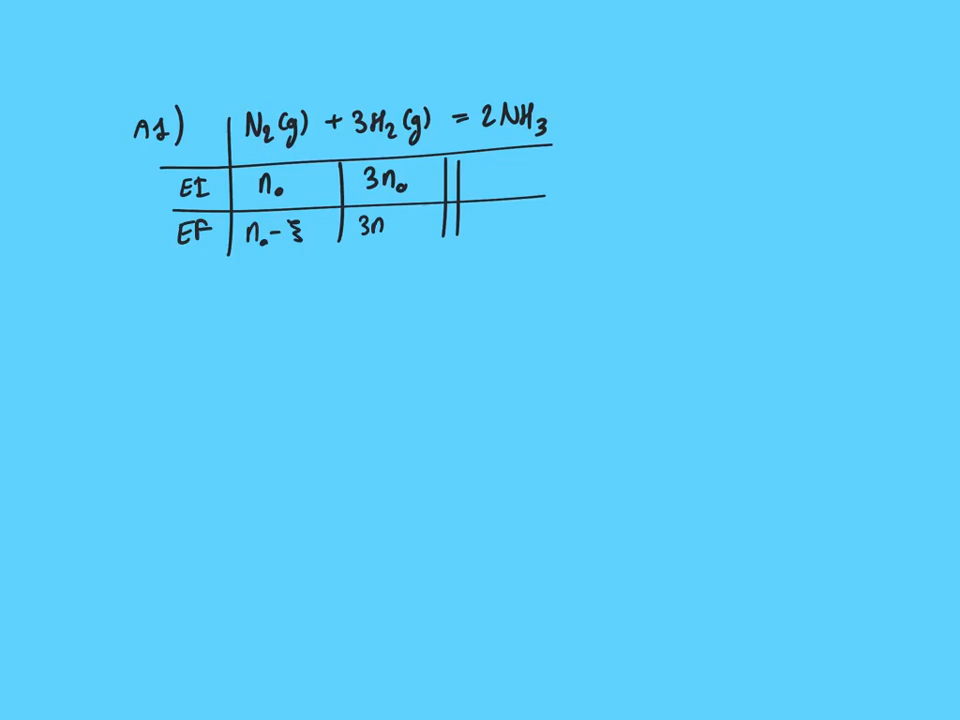 A1) N₂(g) + 3H₂(g) = 2NH₃
EI n₀ 3n₀
EF n₀-ξ 3n